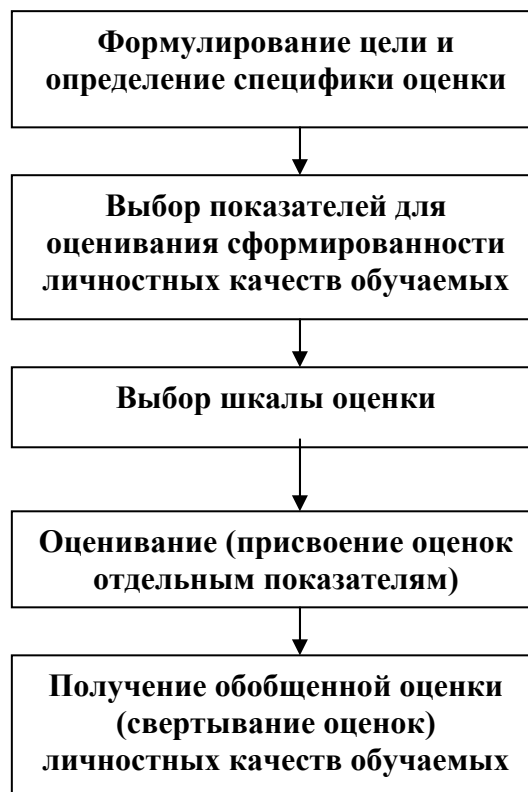 Формулирование цели и
определение специфики оценки
Выбор показателей для
оценивания сформированности
личностных качеств обучаемых
Выбор шкалы оценки
Оценивание (присвоение оценок
отдельным показателям)
Получение обобщенной оценки
(свертывание оценок)
личностных качеств обучаемых